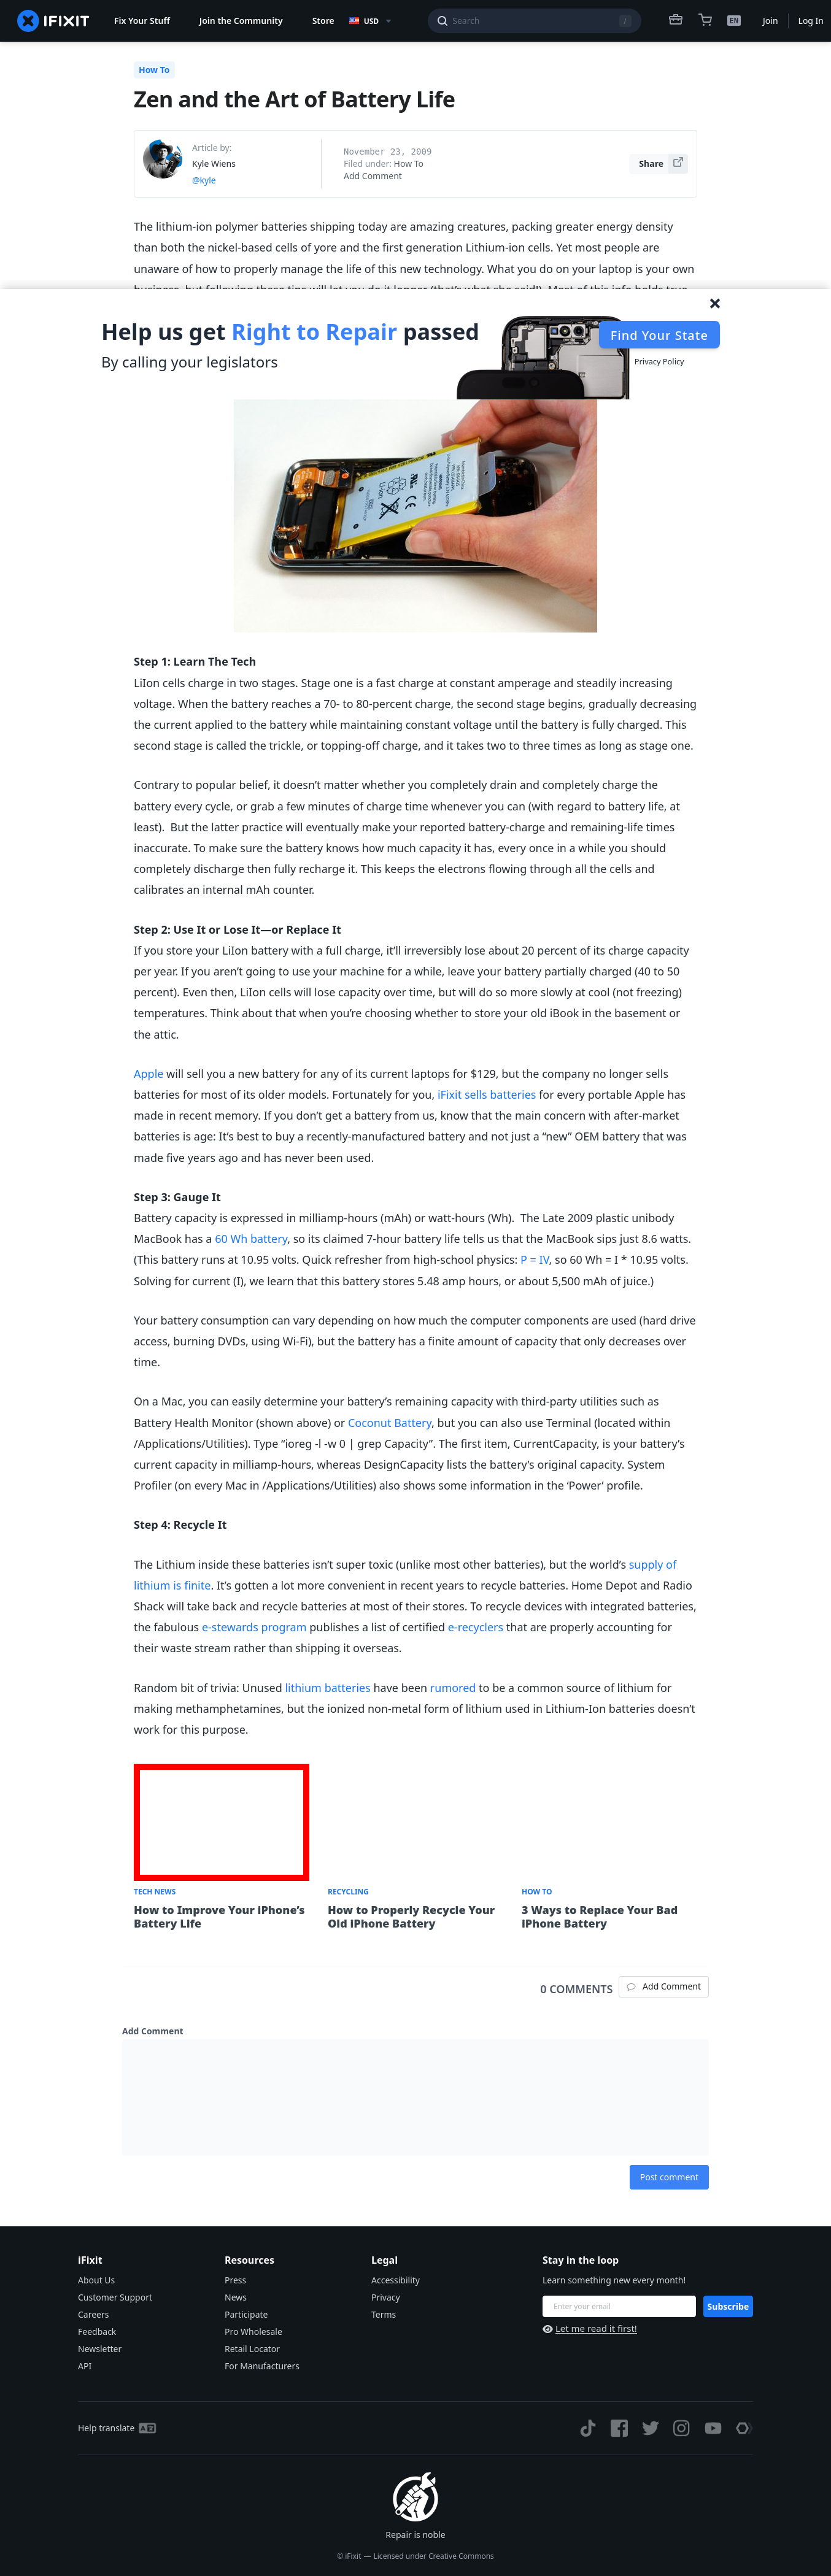 IFIXIT
Fix Your Stuff
Join the Community
Store
USD
Search
/
EN
Join
Log In
How To
Zen and the Art of Battery Life
Article by:
Kyle Wiens
@kyle
November 23, 2009
Filed under: How To
Add Comment
Share
The lithium-ion polymer batteries shipping today are amazing creatures, packing greater energy density
than both the nickel-based cells of yore and the first generation Lithium-ion cells. Yet most people are
unaware of how to properly manage the life of this new technology. What you do on your laptop is your own
Help us get Right to Repair passed
By calling your legislators
Find Your State
Privacy Policy
Step 1: Learn The Tech
LiIon cells charge in two stages. Stage one is a fast charge at constant amperage and steadily increasing
voltage. When the battery reaches a 70- to 80-percent charge, the second stage begins, gradually decreasing
the current applied to the battery while maintaining constant voltage until the battery is fully charged. This
second stage is called the trickle, or topping-off charge, and it takes two to three times as long as stage one.
Contrary to popular belief, it doesn’t matter whether you completely drain and completely charge the
battery every cycle, or grab a few minutes of charge time whenever you can (with regard to battery life, at
least).  But the latter practice will eventually make your reported battery-charge and remaining-life times
inaccurate. To make sure the battery knows how much capacity it has, every once in a while you should
completely discharge then fully recharge it. This keeps the electrons flowing through all the cells and
calibrates an internal mAh counter.
Step 2: Use It or Lose It—or Replace It
If you store your LiIon battery with a full charge, it’ll irreversibly lose about 20 percent of its charge capacity
per year. If you aren’t going to use your machine for a while, leave your battery partially charged (40 to 50
percent). Even then, LiIon cells will lose capacity over time, but will do so more slowly at cool (not freezing)
temperatures. Think about that when you’re choosing whether to store your old iBook in the basement or
the attic.
Apple will sell you a new battery for any of its current laptops for $129, but the company no longer sells
batteries for most of its older models. Fortunately for you, iFixit sells batteries for every portable Apple has
made in recent memory. If you don’t get a battery from us, know that the main concern with after-market
batteries is age: It’s best to buy a recently-manufactured battery and not just a “new” OEM battery that was
made five years ago and has never been used.
Step 3: Gauge It
Battery capacity is expressed in milliamp-hours (mAh) or watt-hours (Wh).  The Late 2009 plastic unibody
MacBook has a 60 Wh battery, so its claimed 7-hour battery life tells us that the MacBook sips just 8.6 watts.
(This battery runs at 10.95 volts. Quick refresher from high-school physics: P = IV, so 60 Wh = I * 10.95 volts.
Solving for current (I), we learn that this battery stores 5.48 amp hours, or about 5,500 mAh of juice.)
Your battery consumption can vary depending on how much the computer components are used (hard drive
access, burning DVDs, using Wi-Fi), but the battery has a finite amount of capacity that only decreases over
time.
On a Mac, you can easily determine your battery’s remaining capacity with third-party utilities such as
Battery Health Monitor (shown above) or Coconut Battery, but you can also use Terminal (located within
/Applications/Utilities). Type “ioreg -l -w 0 | grep Capacity”. The first item, CurrentCapacity, is your battery’s
current capacity in milliamp-hours, whereas DesignCapacity lists the battery’s original capacity. System
Profiler (on every Mac in /Applications/Utilities) also shows some information in the ‘Power’ profile.
Step 4: Recycle It
The Lithium inside these batteries isn’t super toxic (unlike most other batteries), but the world’s supply of
lithium is finite. It’s gotten a lot more convenient in recent years to recycle batteries. Home Depot and Radio
Shack will take back and recycle batteries at most of their stores. To recycle devices with integrated batteries,
the fabulous e-stewards program publishes a list of certified e-recyclers that are properly accounting for
their waste stream rather than shipping it overseas.
Random bit of trivia: Unused lithium batteries have been rumored to be a common source of lithium for
making methamphetamines, but the ionized non-metal form of lithium used in Lithium-Ion batteries doesn’t
work for this purpose.
TECH NEWS
How to Improve Your iPhone’s
Battery Life
RECYCLING
How to Properly Recycle Your
Old iPhone Battery
HOW TO
3 Ways to Replace Your Bad
iPhone Battery
0 COMMENTS
Add Comment
Add Comment
Post comment
iFixit
About Us
Customer Support
Careers
Feedback
Newsletter
API
Resources
Press
News
Participate
Pro Wholesale
Retail Locator
For Manufacturers
Legal
Accessibility
Privacy
Terms
Stay in the loop
Learn something new every month!
Enter your email
Subscribe
Let me read it first!
Help translate
Repair is noble
© iFixit — Licensed under Creative Commons